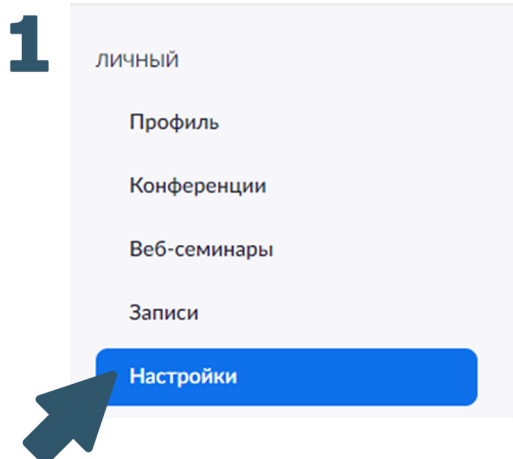 1
ЛИЧНЫЙ
Профиль
Конференции
Веб-семинары
Записи
Настройки